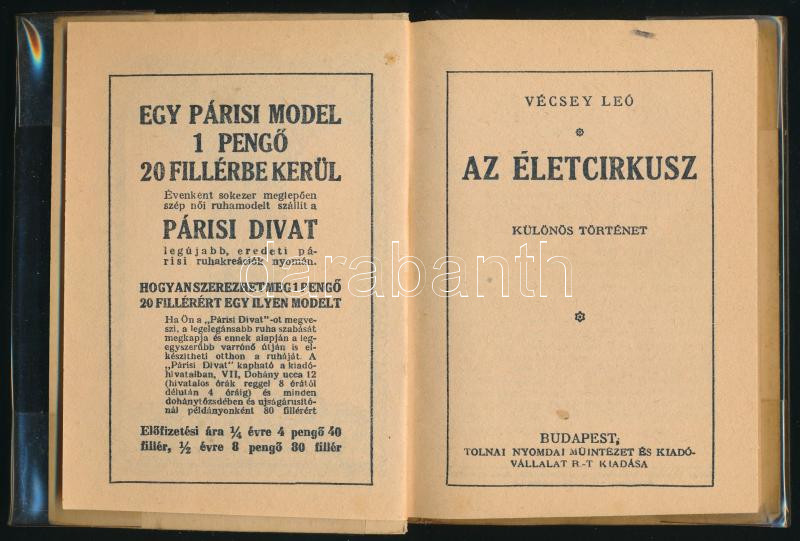 EGY PÁRISI MODEL
1 PENGŐ
20 FILLÉRBE KERÜL
Évenként sokezer meglepően
szép női ruhamodelt szállit a
PÁRISI DIVAT
legújabb, eredeti pá-
risi ruhakreációk nyomán.
HOGYAN SZEREZHET MEG 1 PENGŐ
20 FILLÉRÉRT EGY ILYEN MODELT
Ha Ön a „Párisi Divat"-ot megve-
szi, a legelegánsabb ruha szabását
megkapja és ennek alapján a leg-
egyszerűbb varrónő útján is el-
készítheti otthon a ruháját. A
„Párisi Divat" kapható a kiadó-
hivatalban, VII, Dohány ucca 12
(hivatalos órák reggel 8 órától
délután 4 óráig) és minden
dohánytőzsdében és ujságárusító-
nál példányonként 80 fillérért
Előfizetési ára ¼ évre 4 pengő 40
fillér, ½ évre 8 pengő 80 fillér
VÉCSEY LEÓ
AZ ÉLETCIRKUSZ
KÜLÖNÖS TÖRTÉNET
BUDAPEST,
TOLNAI NYOMDAI MŰINTÉZET ÉS KIADÓ-
VÁLLALAT R.-T KIADÁSA
darabanth